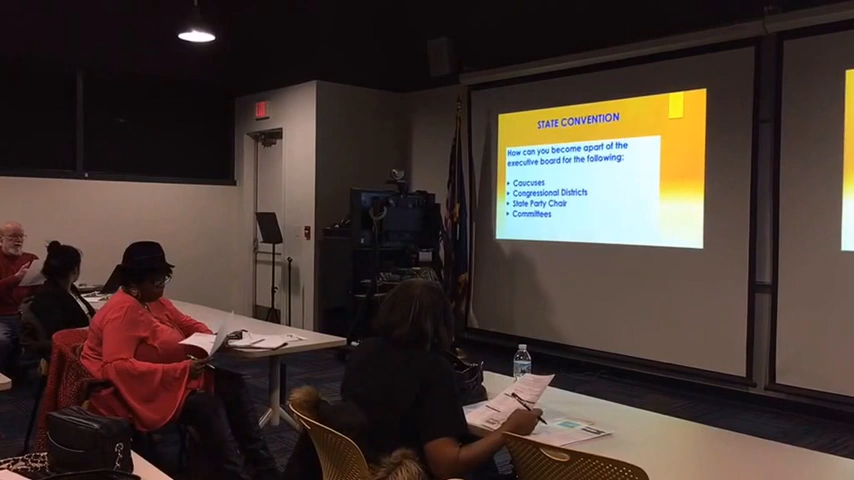 STATE CONVENTION
How can you become apart of the
executive board for the following:
• Caucuses
• Congressional Districts
• State Party Chair
• Committees